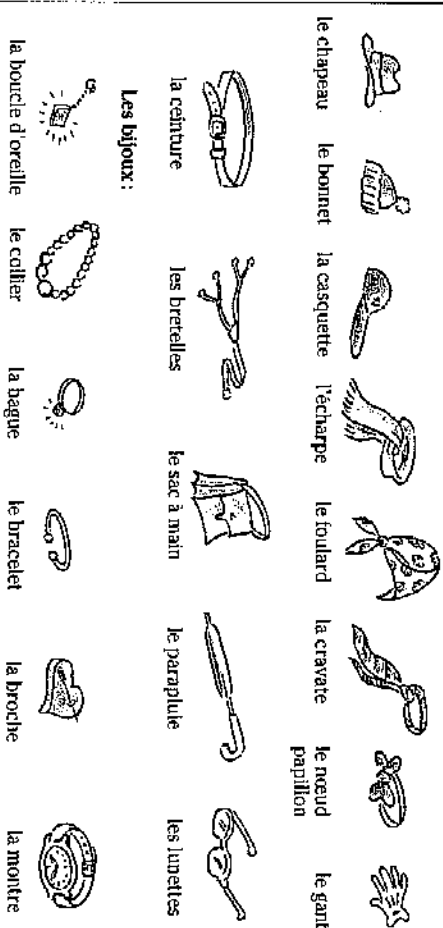 le chapeau
le bonnet
la casquette
l'écharpe
le foulard
la cravate
le nœud
papillon
le gant
la ceinture
les bretelles
le sac à main
le parapluie
les lunettes
Les bijoux :
la boucle d'oreille
le collier
la bague
le bracelet
la broche
la montre